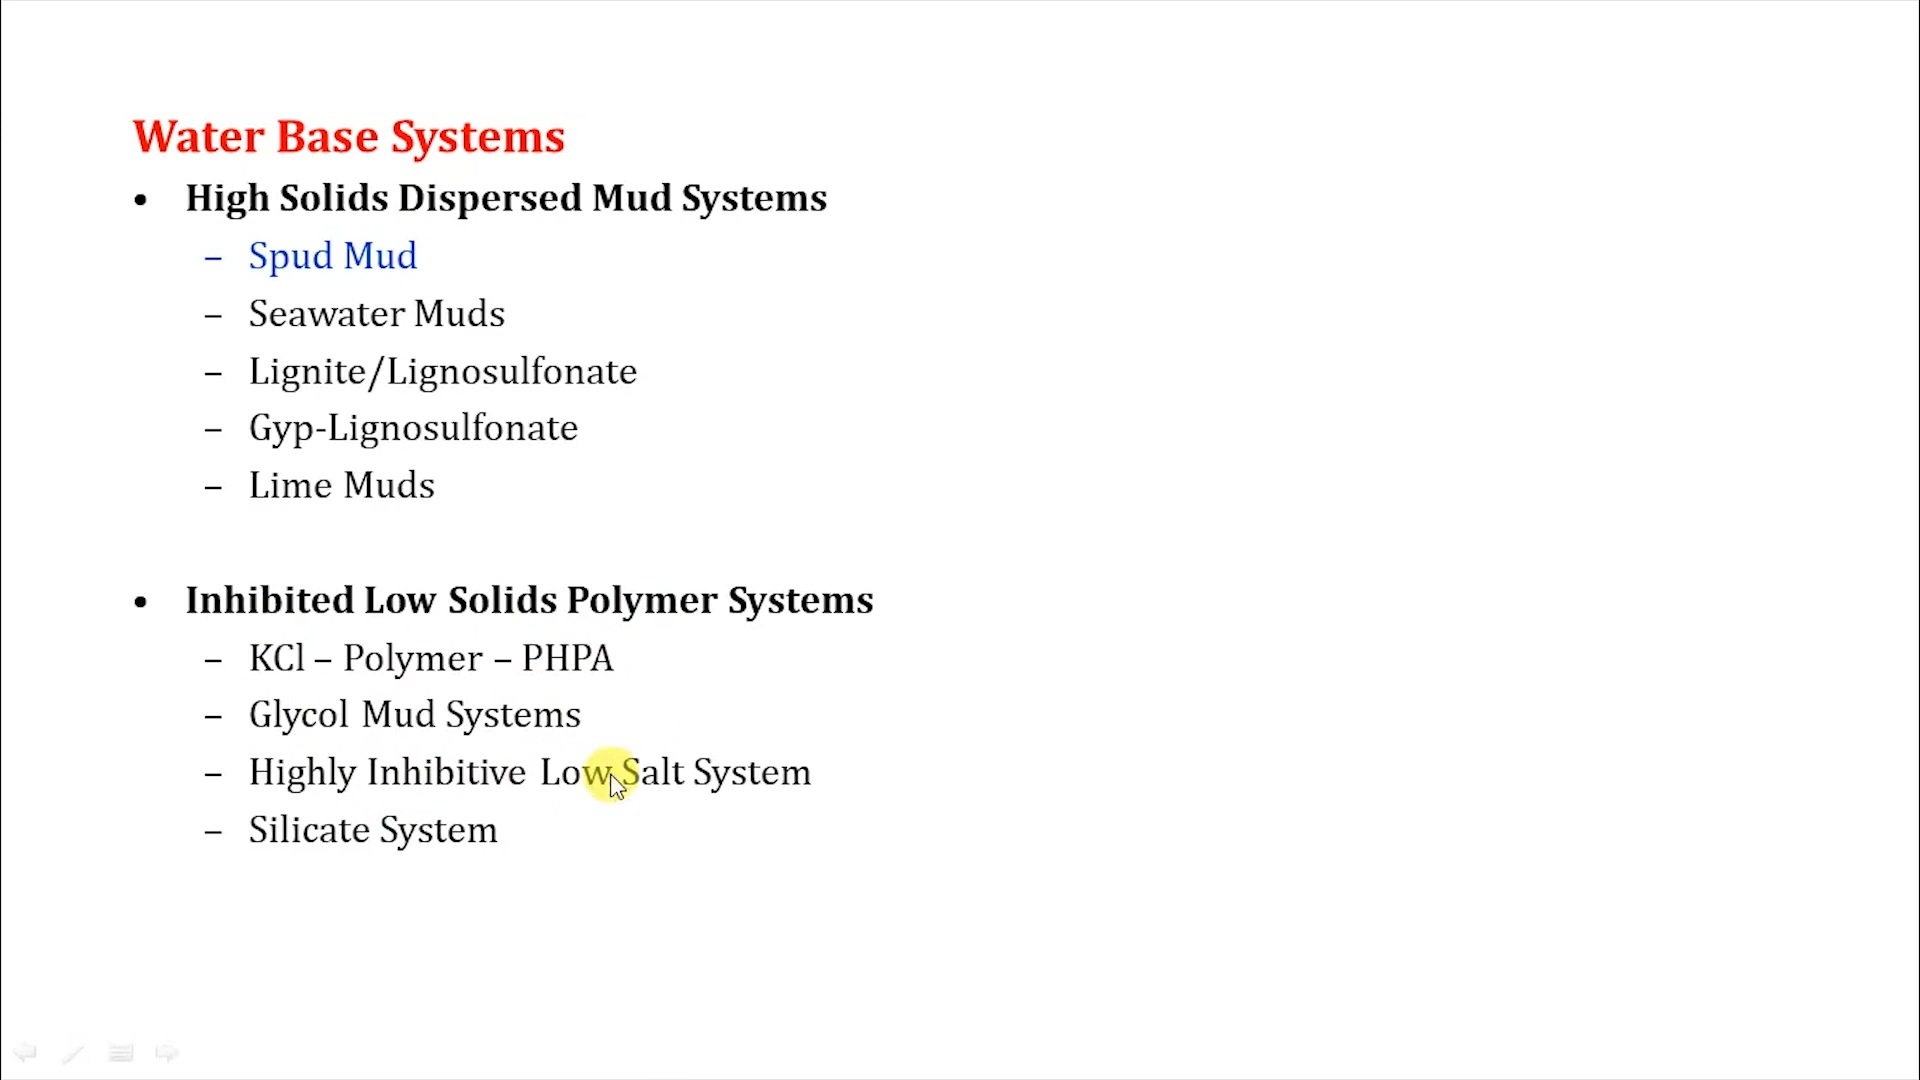 Water Base Systems
• High Solids Dispersed Mud Systems
– Spud Mud
– Seawater Muds
– Lignite/Lignosulfonate
– Gyp-Lignosulfonate
– Lime Muds
• Inhibited Low Solids Polymer Systems
– KCl – Polymer – PHPA
– Glycol Mud Systems
– Highly Inhibitive Low Salt System
– Silicate System